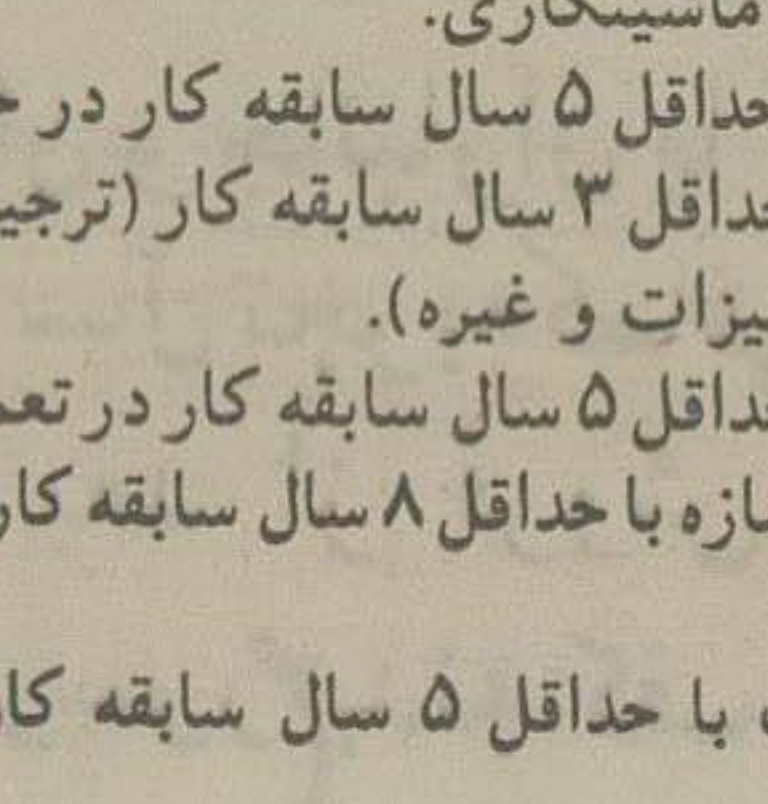 ماشینکاری.
حداقل ۵ سال سابقه کار در
حداقل ۳ سال سابقه کار
و غیره).
حداقل ۵ سال سابقه کار در
با حداقل ۸ سال سابقه کار
با حداقل ۵ سال سابقه کار